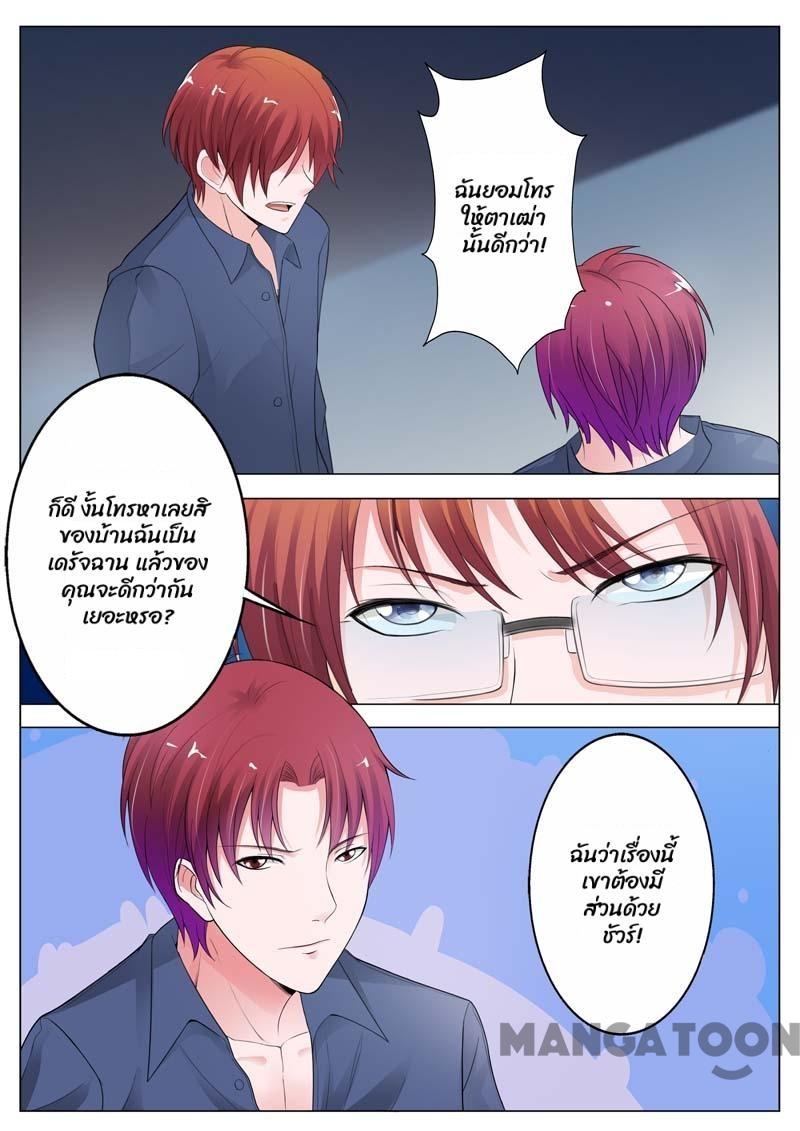 ฉันยอมโทร
ให้ตาเฒ่า
นั้นดีกว่า!
ก็ดี งั้นโทรหาเลยสิ
ของบ้านฉันเป็น
เดรัจฉาน แล้วของ
คุณจะดีกว่ากัน
เยอะหรอ?
ฉันว่าเรื่องนี้
เขาต้องมี
ส่วนด้วย
ชัวร์!
MANGATOON